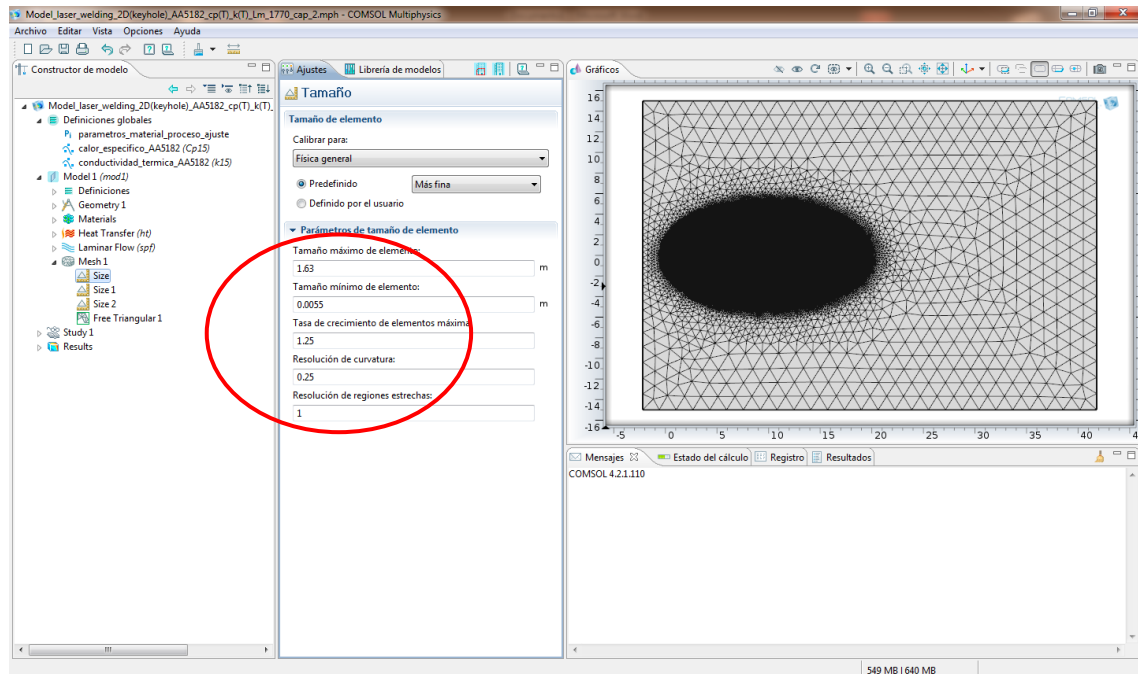 Model_laser_welding_2D(keyhole)_AA5182_cp(T)_k(T)_Lm_1770_cap_2.mph - COMSOL Multiphysics
Archivo Editar Vista Opciones Ayuda
Constructor de modelo
Model_laser_welding_2D(keyhole)_AA5182_cp(T)_k(T)_
Definiciones globales
Pi parametros_material_proceso_ajuste
calor_especifico_AA5182 (Cp15)
conductividad_termica_AA5182 (k15)
Model 1 (mod1)
Definiciones
Geometry 1
Materials
Heat Transfer (ht)
Laminar Flow (spf)
Mesh 1
Size
Size 1
Size 2
Free Triangular 1
Study 1
Results
Ajustes Librería de modelos
Tamaño
Tamaño de elemento
Calibrar para:
Física general
Predefinido Más fina
Definido por el usuario
Parámetros de tamaño de elemento
Tamaño máximo de elemento:
1.63 m
Tamaño mínimo de elemento:
0.0055 m
Tasa de crecimiento de elementos máxima
1.25
Resolución de curvatura:
0.25
Resolución de regiones estrechas:
1
Gráficos
16
14
12
10
8
6
4
2
0
-2
-4
-6
-8
-10
-12
-14
-16
-5 0 5 10 15 20 25 30 35 40 4
Mensajes Estado del cálculo Registro Resultados
COMSOL 4.2.1.110
549 MB | 640 MB